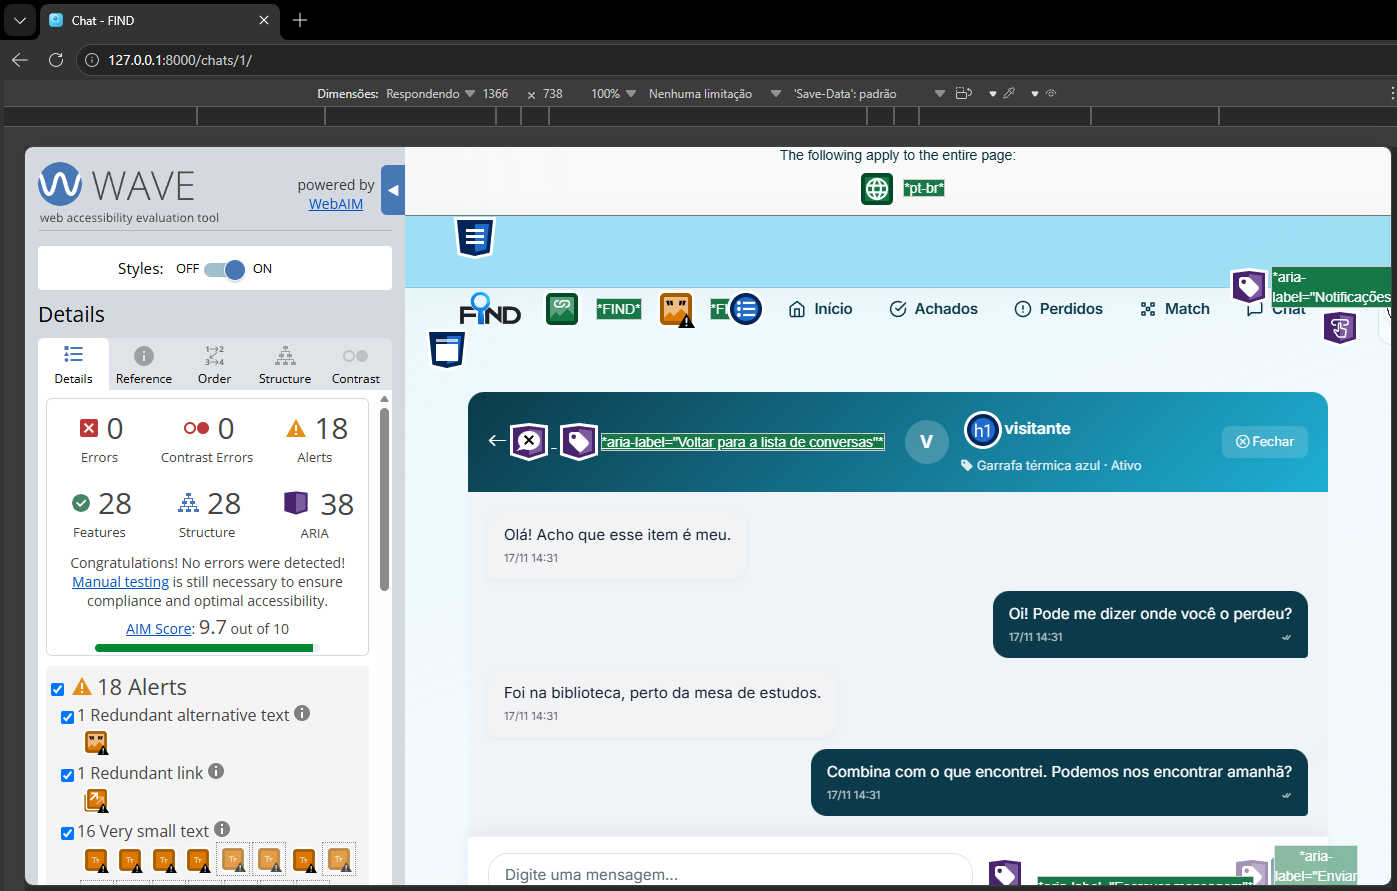 Chat - FIND
127.0.0.1:8000/chats/1/
Dimensões: Respondendo 1366 x 738 100% Nenhuma limitação 'Save-Data': padrão
WAVE
web accessibility evaluation tool
powered by
WebAIM
Styles: OFF ON
Details
Details Reference Order Structure Contrast
0 0 18
Errors Contrast Errors Alerts
28 28 38
Features Structure ARIA
Congratulations! No errors were detected!
Manual testing is still necessary to ensure
compliance and optimal accessibility.
AIM Score: 9.7 out of 10
18 Alerts
1 Redundant alternative text
1 Redundant link
16 Very small text
The following apply to the entire page:
*pt-br*
*aria-
label="Notificações
FIND *FIND* Início Achados Perdidos Match Chat
*aria-label="Voltar para a lista de conversas"*
V
h1 visitante
Garrafa térmica azul · Ativo
Fechar
Olá! Acho que esse item é meu.
17/11 14:31
Oi! Pode me dizer onde você o perdeu?
17/11 14:31
Foi na biblioteca, perto da mesa de estudos.
17/11 14:31
Combina com o que encontrei. Podemos nos encontrar amanhã?
17/11 14:31
Digite uma mensagem...
*aria-label="Escrever mensagem"*
*aria-
label="Enviar